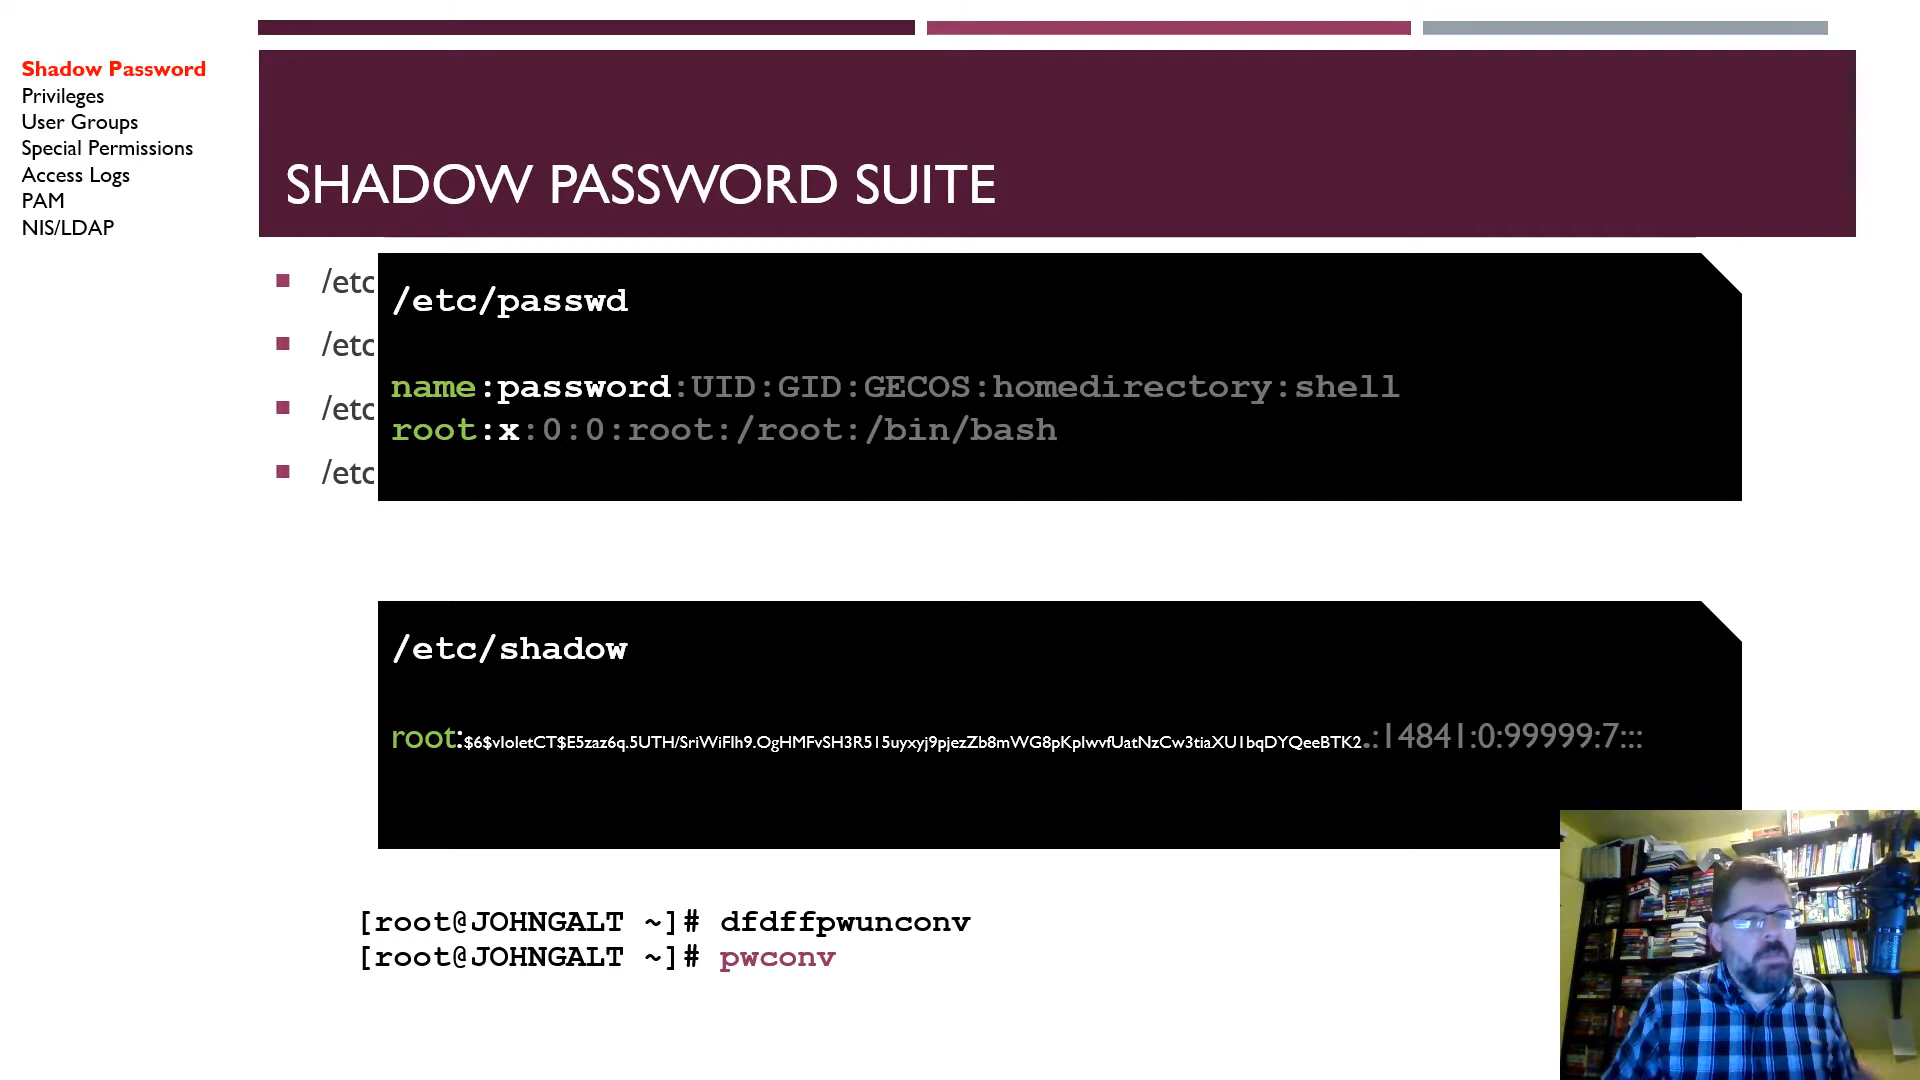 Shadow Password
Privileges
User Groups
Special Permissions
Access Logs
PAM
NIS/LDAP
SHADOW PASSWORD SUITE
/etc
/etc
/etc
/etc
/etc/passwd
name:password:UID:GID:GECOS:homedirectory:shell
root:x:0:0:root:/root:/bin/bash
/etc/shadow
root:$6$vIoletCT$E5zaz6q.5UTH/SriWiFlh9.OgHMFvSH3R515uyxyj9pjezZb8mWG8pKpIwvfUatNzCw3tiaXU1bqDYQeeBTK2.:14841:0:99999:7:::
[root@JOHNGALT ~]# dfdffpwunconv
[root@JOHNGALT ~]# pwconv